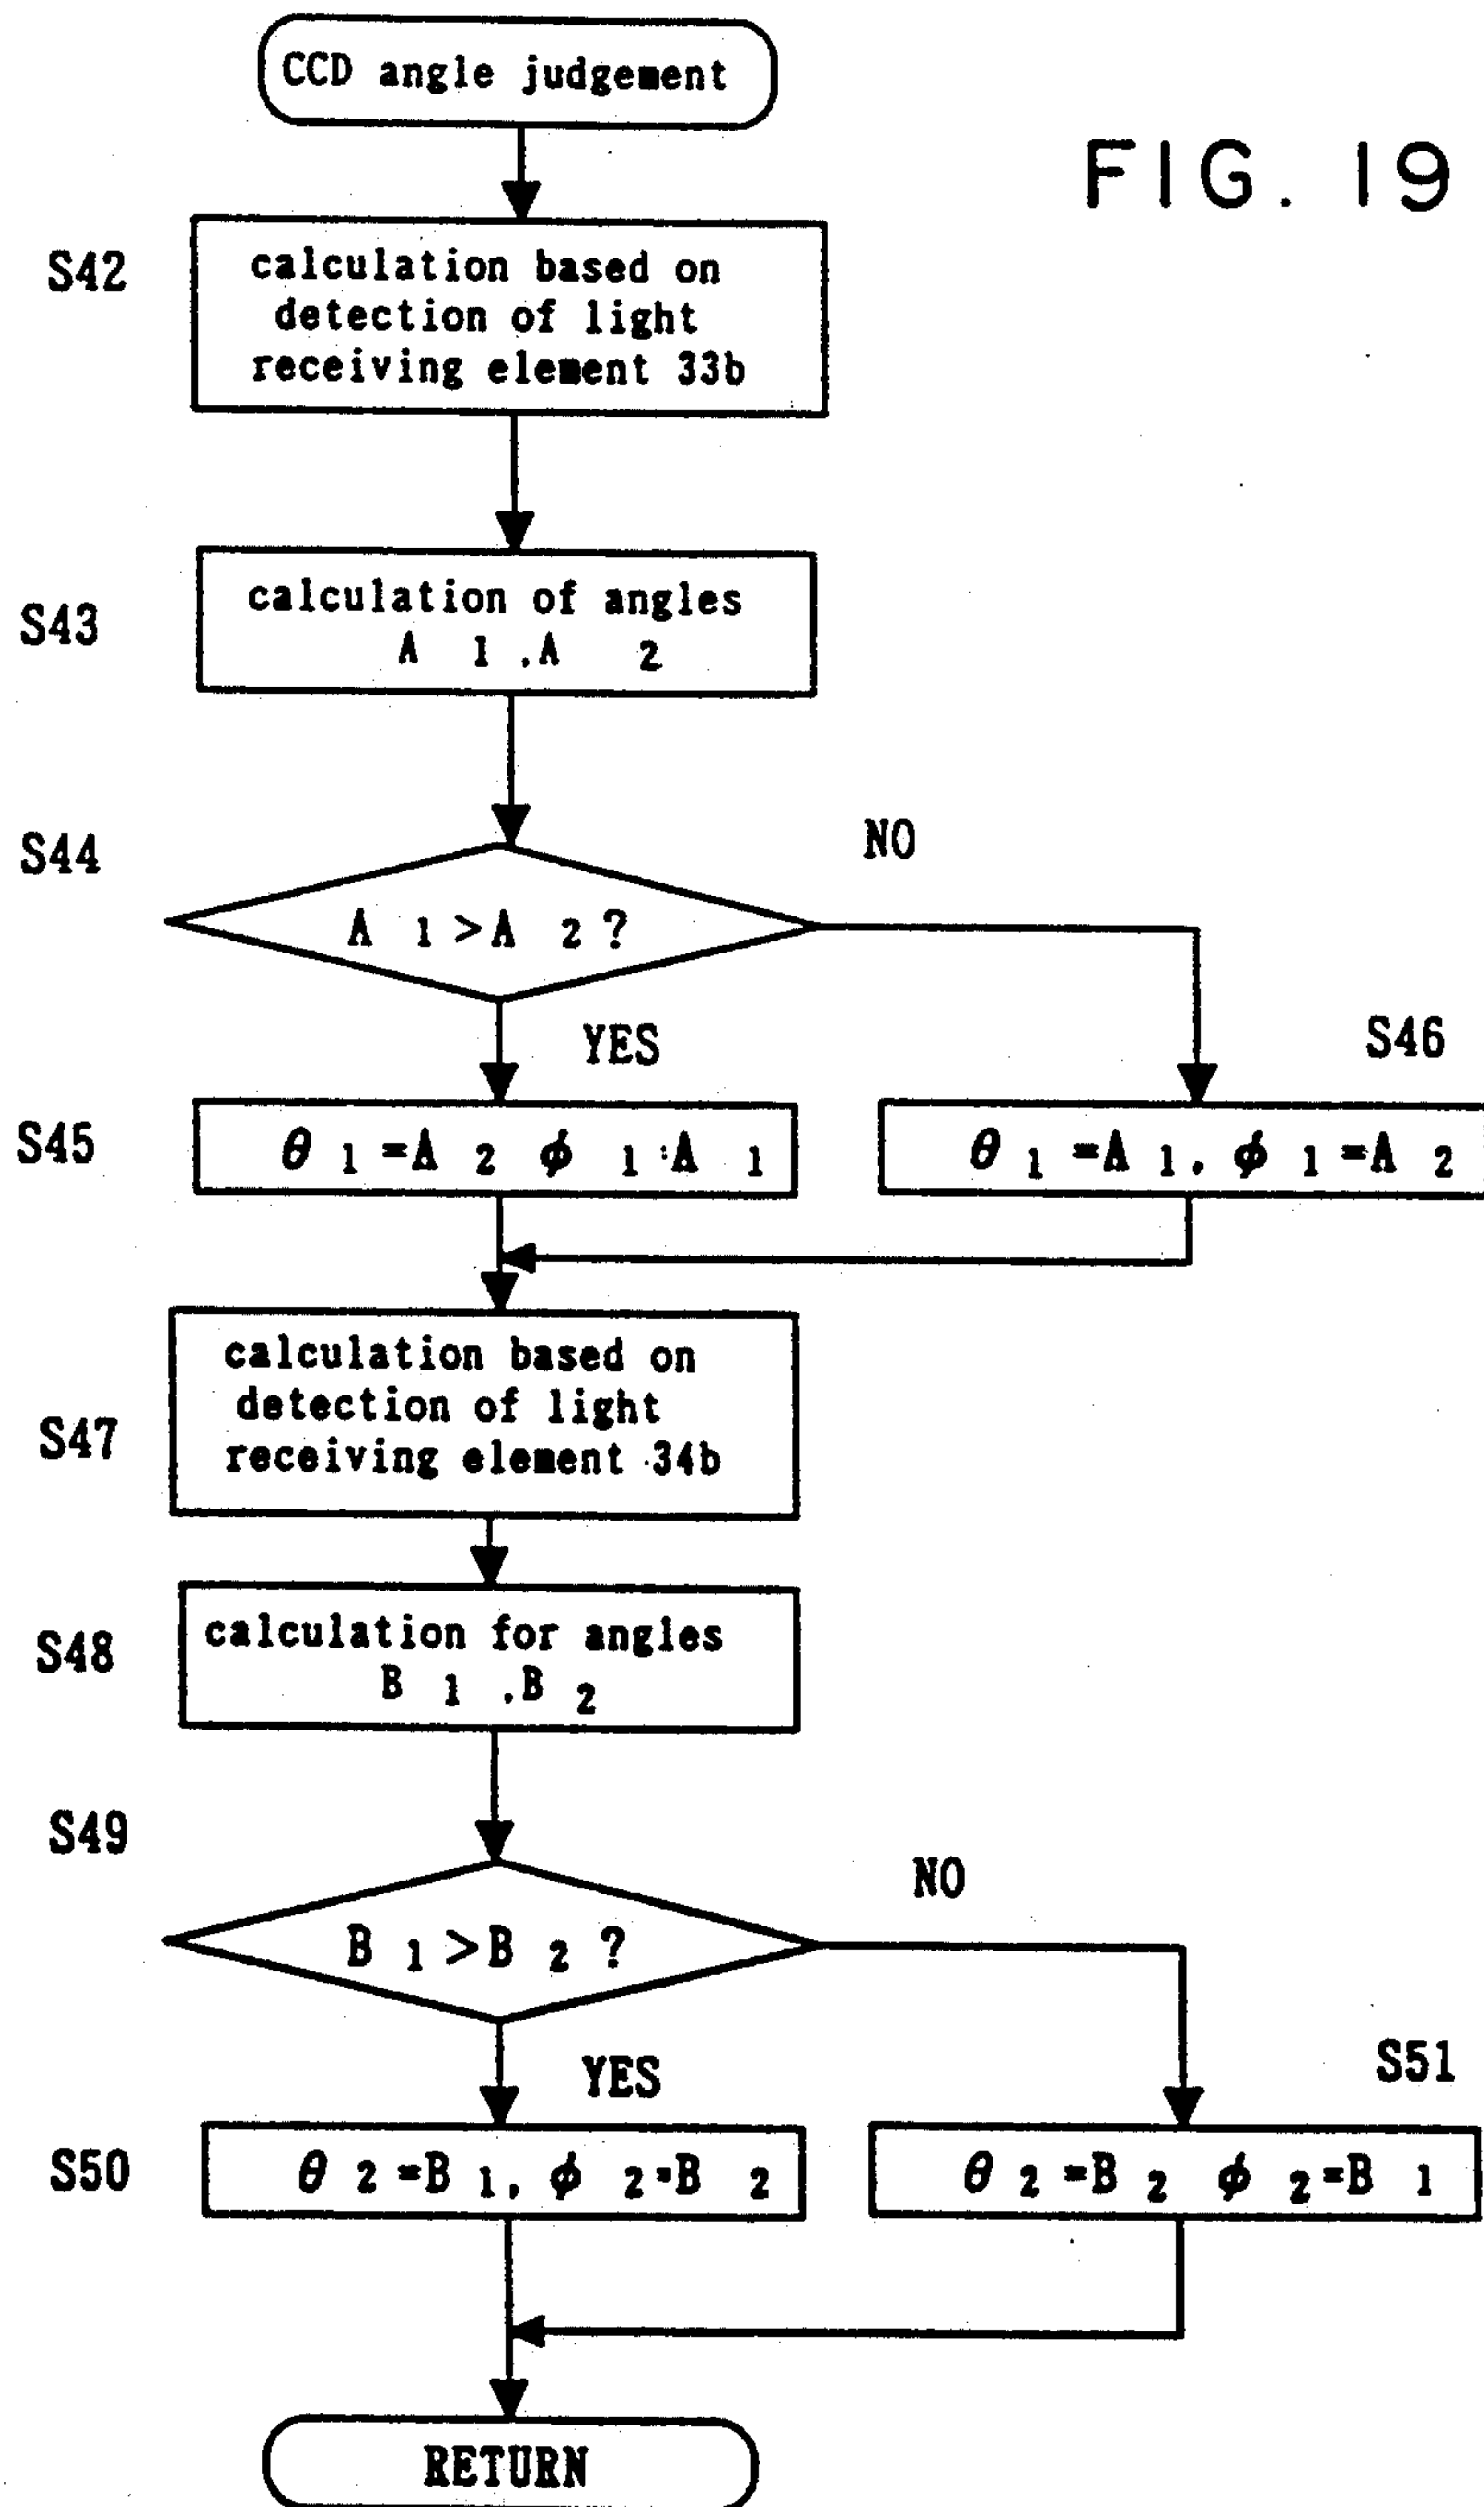 CCD angle judgement
FIG. 19
S42
calculation based on
detection of light
receiving element 33b
S43
calculation of angles
A 1 .A 2
S44
A 1 >A 2 ?
NO
YES
S45
θ 1 =A 2 ϕ 1 :A 1
S46
θ 1 =A 1, ϕ 1 =A 2
S47
calculation based on
detection of light
receiving element 34b
S48
calculation for angles
B 1 .B 2
S49
B 1 >B 2 ?
NO
YES
S50
θ 2 =B 1, ϕ 2=B 2
S51
θ 2 =B 2 ϕ 2=B 1
RETURN